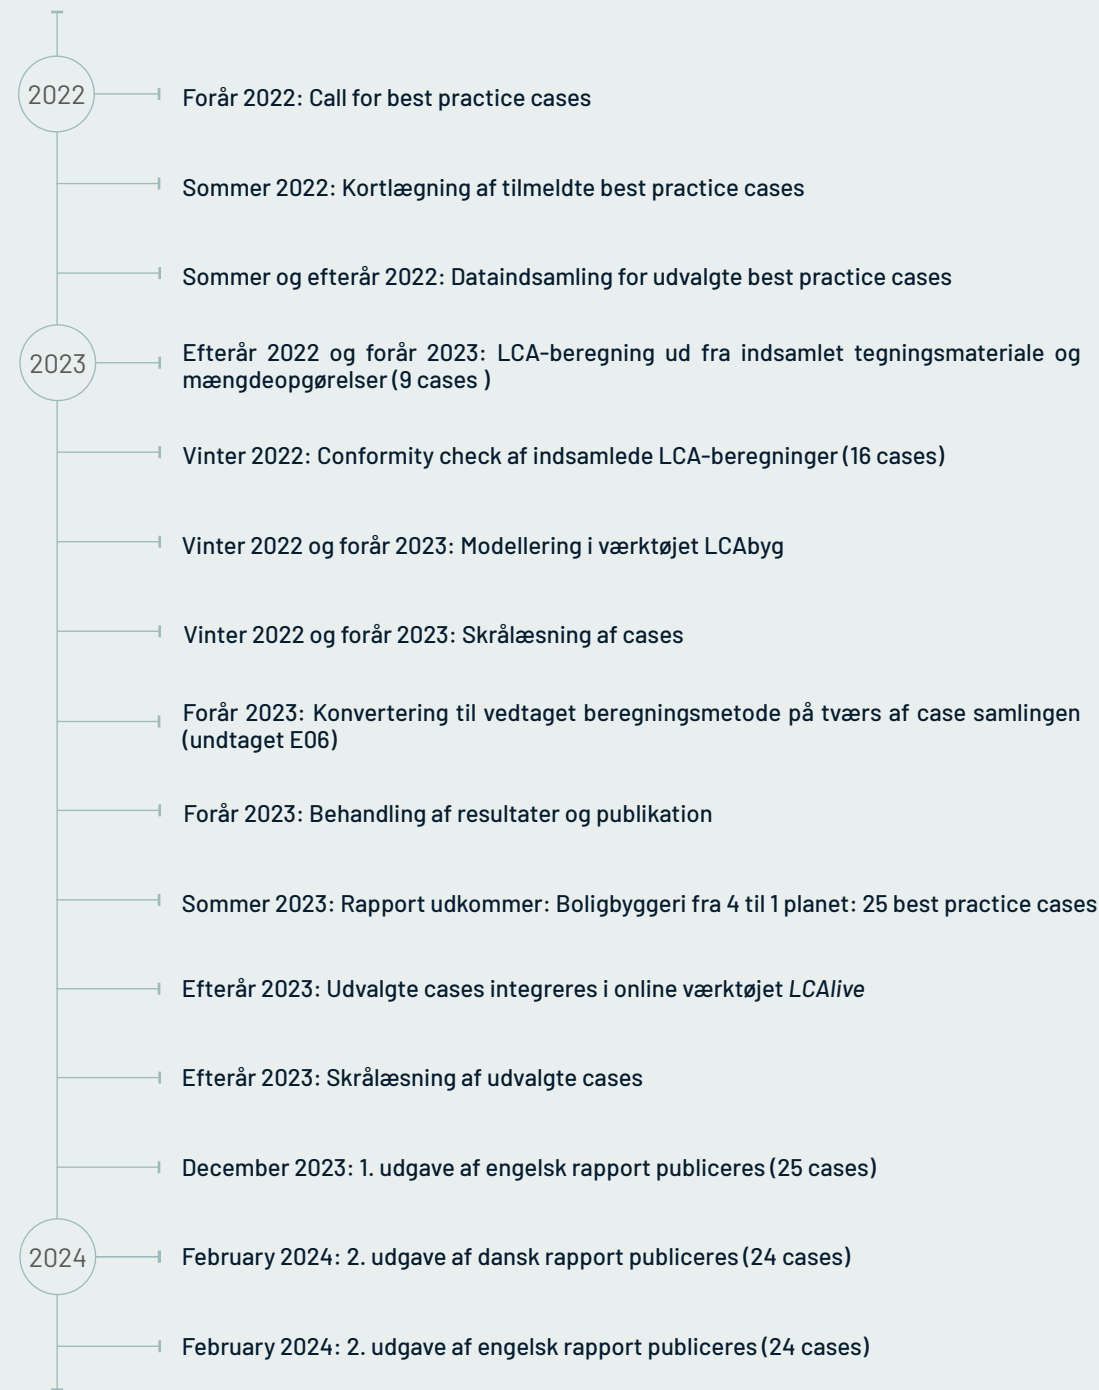 2022
Forår 2022: Call for best practice cases
Sommer 2022: Kortlægning af tilmeldte best practice cases
Sommer og efterår 2022: Dataindsamling for udvalgte best practice cases
2023
Efterår 2022 og forår 2023: LCA-beregning ud fra indsamlet tegningsmateriale og
mængdeopgørelser (9 cases )
Vinter 2022: Conformity check af indsamlede LCA-beregninger (16 cases)
Vinter 2022 og forår 2023: Modellering i værktøjet LCAbyg
Vinter 2022 og forår 2023: Skrålæsning af cases
Forår 2023: Konvertering til vedtaget beregningsmetode på tværs af case samlingen
(undtaget E06)
Forår 2023: Behandling af resultater og publikation
Sommer 2023: Rapport udkommer: Boligbyggeri fra 4 til 1 planet: 25 best practice cases
Efterår 2023: Udvalgte cases integreres i online værktøjet LCAlive
Efterår 2023: Skrålæsning af udvalgte cases
December 2023: 1. udgave af engelsk rapport publiceres (25 cases)
2024
February 2024: 2. udgave af dansk rapport publiceres (24 cases)
February 2024: 2. udgave af engelsk rapport publiceres (24 cases)